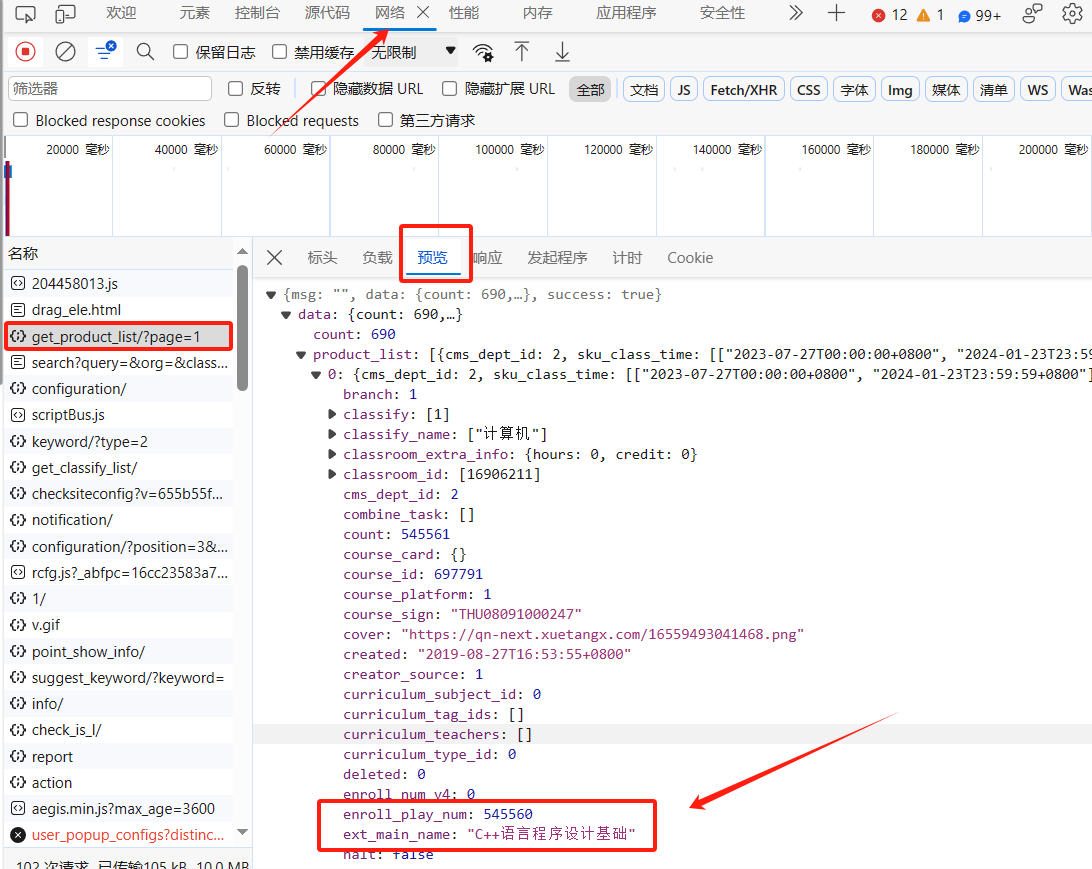 欢迎 元素 控制台 源代码 网络 性能 内存 应用程序 安全性 12 1 99+
保留日志 禁用缓存 无限制
筛选器 反转 隐藏数据 URL 隐藏扩展 URL 全部 文档 JS Fetch/XHR CSS 字体 Img 媒体 清单 WS Was
Blocked response cookies Blocked requests 第三方请求
20000 毫秒 40000 毫秒 60000 毫秒 80000 毫秒 100000 毫秒 120000 毫秒 140000 毫秒 160000 毫秒 180000 毫秒 200000 毫秒
名称
204458013.js
drag_ele.html
get_product_list/?page=1
search?query=&org=&class...
configuration/
scriptBus.js
keyword/?type=2
get_classify_list/
checksiteconfig?v=655b55f...
notification/
configuration/?position=3&...
rcfg.js?_abfpc=16cc23583a7...
1/
v.gif
point_show_info/
suggest_keyword/?keyword=
info/
check_is_l/
report
action
aegis.min.js?max_age=3600
user_popup_configs?distinc...
102 次请求 已传输105 kB 10.0 MB
标头 负载 预览 响应 发起程序 计时 Cookie
{msg: "", data: {count: 690,…}, success: true}
data: {count: 690,…}
count: 690
product_list: [{cms_dept_id: 2, sku_class_time: [["2023-07-27T00:00:00+0800", "2024-01-23T23:59
0: {cms_dept_id: 2, sku_class_time: [["2023-07-27T00:00:00+0800", "2024-01-23T23:59:59+0800"]
branch: 1
classify: [1]
classify_name: ["计算机"]
classroom_extra_info: {hours: 0, credit: 0}
classroom_id: [16906211]
cms_dept_id: 2
combine_task: []
count: 545561
course_card: {}
course_id: 697791
course_platform: 1
course_sign: "THU08091000247"
cover: "https://qn-next.xuetangx.com/16559493041468.png"
created: "2019-08-27T16:53:55+0800"
creator_source: 1
curriculum_subject_id: 0
curriculum_tag_ids: []
curriculum_teachers: []
curriculum_type_id: 0
deleted: 0
enroll_num_v4: 0
enroll_play_num: 545560
ext_main_name: "C++语言程序设计基础"
halt: false